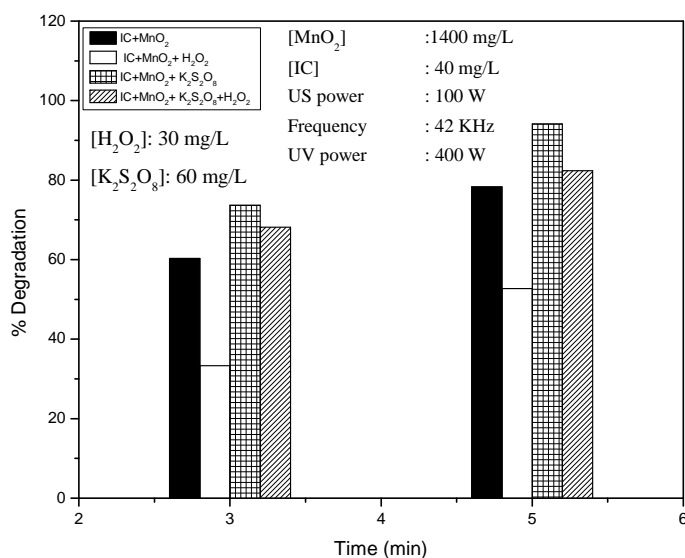 120
100
80
60
40
20
0
% Degradation
IC+MnO₂
IC+MnO₂+ H₂O₂
IC+MnO₂+ K₂S₂O₈
IC+MnO₂+ K₂S₂O₈+H₂O₂
[H₂O₂]: 30 mg/L
[K₂S₂O₈]: 60 mg/L
[MnO₂] :1400 mg/L
[IC] : 40 mg/L
US power : 100 W
Frequency : 42 KHz
UV power : 400 W
2 3 4 5 6
Time (min)